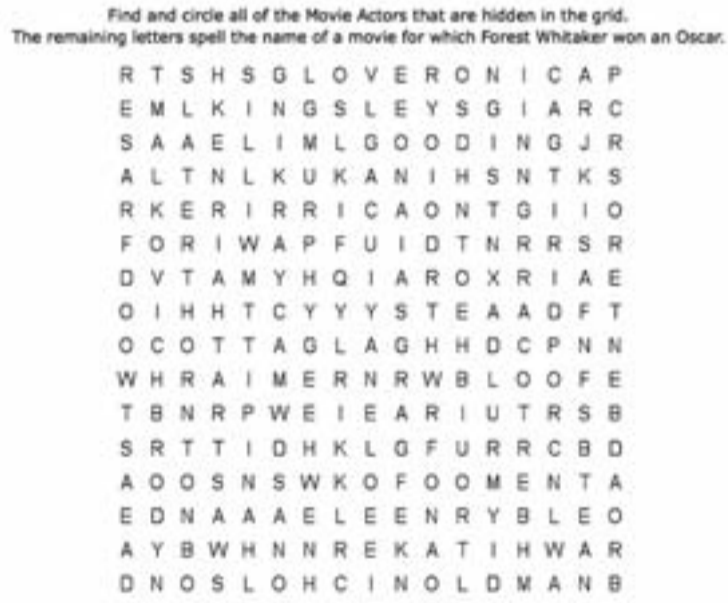 Find and circle all of the Movie Actors that are hidden in the grid.
The remaining letters spell the name of a movie for which Forest Whitaker won an Oscar.
R T S H S G L O V E R O N I C A P
E M L K I N G S L E Y S G I A R C
S A A E L I M L G O O D I N G J R
A L T N L K U K A N I H S N T K S
R K E R I R R I C A O N T G I I O
F O R I W A P F U I D T N R R S R
D V T A M Y H Q I A R O X R I A E
O I H H T C Y Y Y S T E A A D F T
O C O T T A G L A G H H D C P N N
W H R A I M E R N R W B L O O F E
T B N R P W E I E A R I U T R S B
S R T T I D H K L G F U R R C B D
A O O S N S W K O F O O M E N T A
E D N A A A E L E E N R Y B L E O
A Y B W H N N R E K A T I H W A R
D N O S L O H C I N O L D M A N B